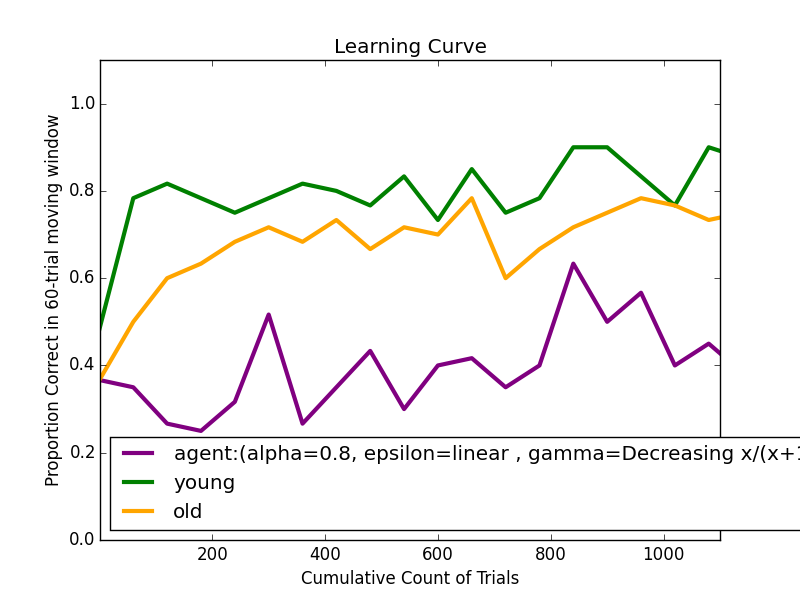 Learning Curve
Proportion Correct in 60-trial moving window
1.0
0.8
0.6
0.4
0.2
0.0
agent:(alpha=0.8, epsilon=linear , gamma=Decreasing x/(x+1
young
old
200 400 600 800 1000
Cumulative Count of Trials